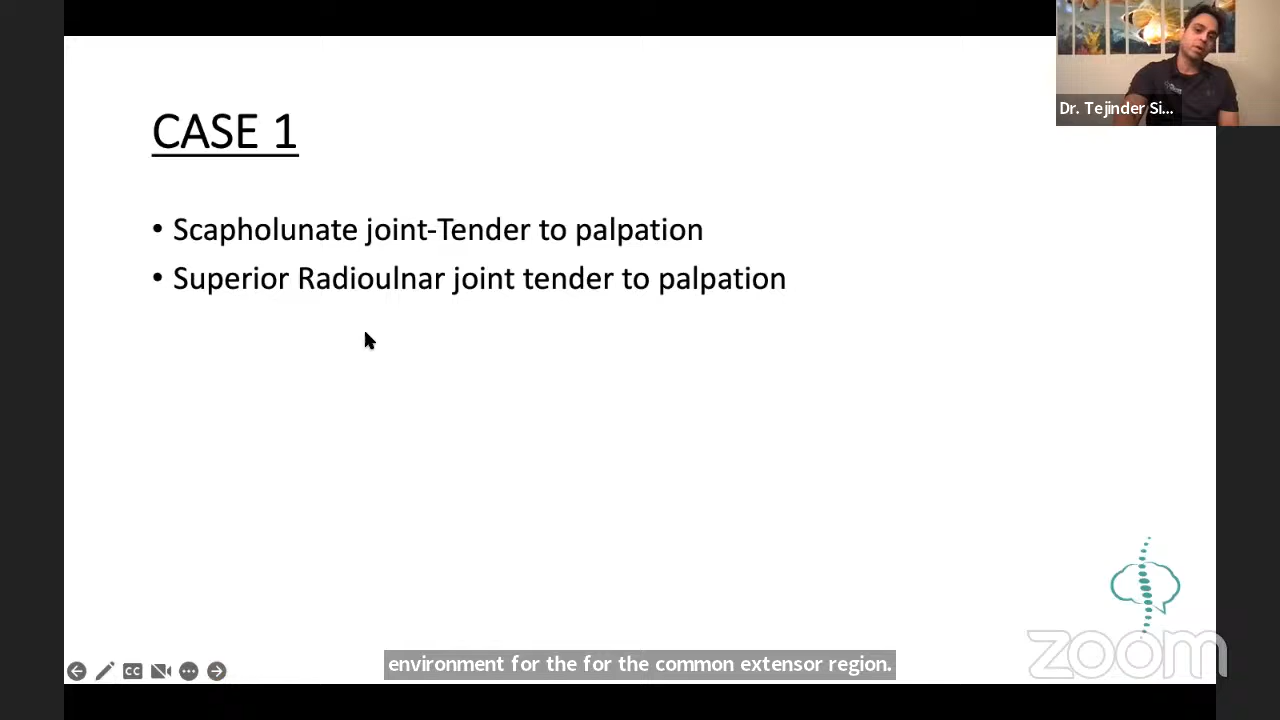 Dr. Tejinder Si...
CASE 1
• Scapholunate joint-Tender to palpation
• Superior Radioulnar joint tender to palpation
zoom
CC
environment for the for the common extensor region.